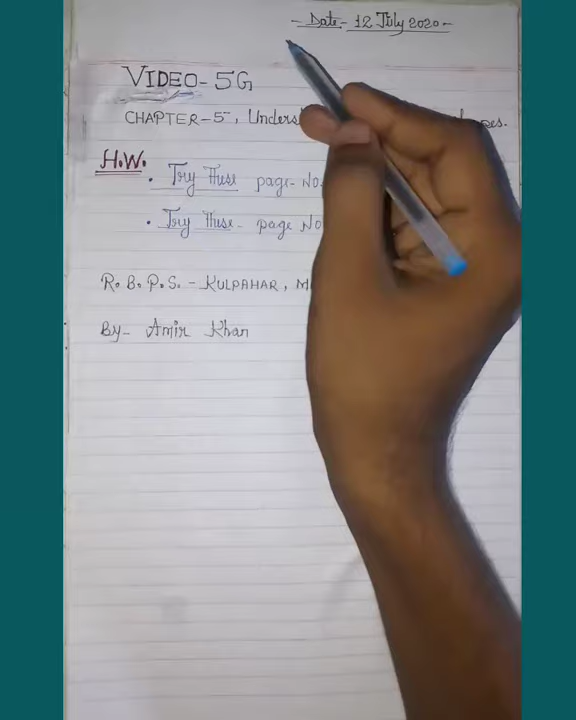 - Date - 12 July 2020 -
VIDEO - 5G
CHAPTER - 5,
H.W.
• Try These page - No.
• Try These - page No
R. B. P. S. - KULPAHAR,
By - Amir Khan